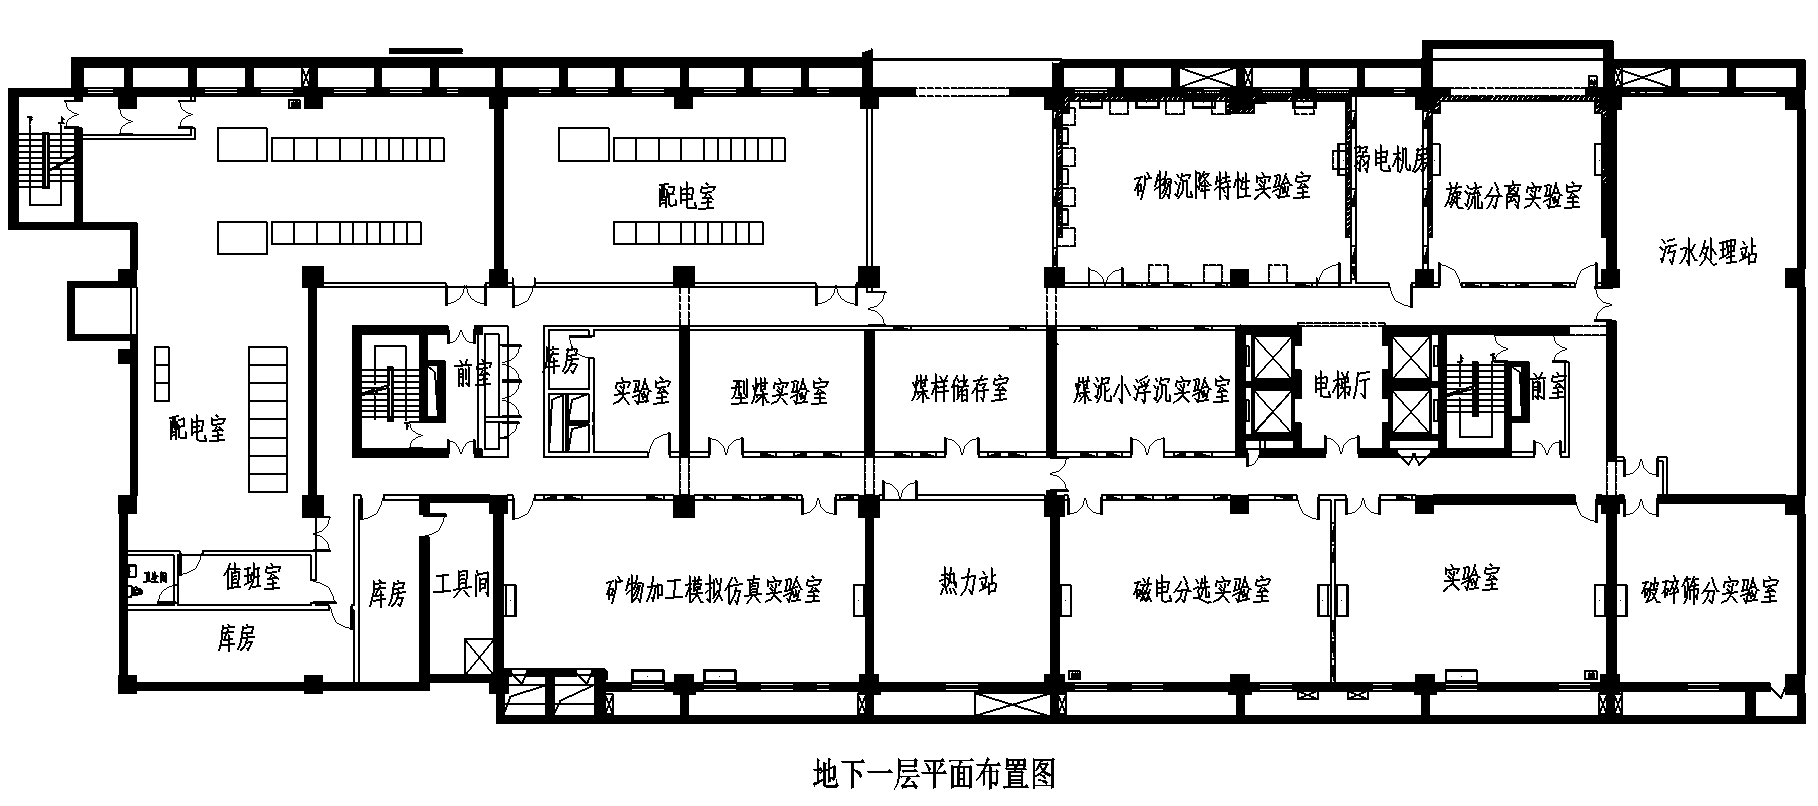 配电室
矿物沉降特性实验室
弱电机房
旋流分离实验室
污水处理站
前室
库房
实验室
型煤实验室
煤样储存室
煤泥小浮沉实验室
电梯厅
前室
配电室
卫生间
值班室
库房
库房
工具间
矿物加工模拟仿真实验室
热力站
磁电分选实验室
实验室
破碎筛分实验室
地下一层平面布置图